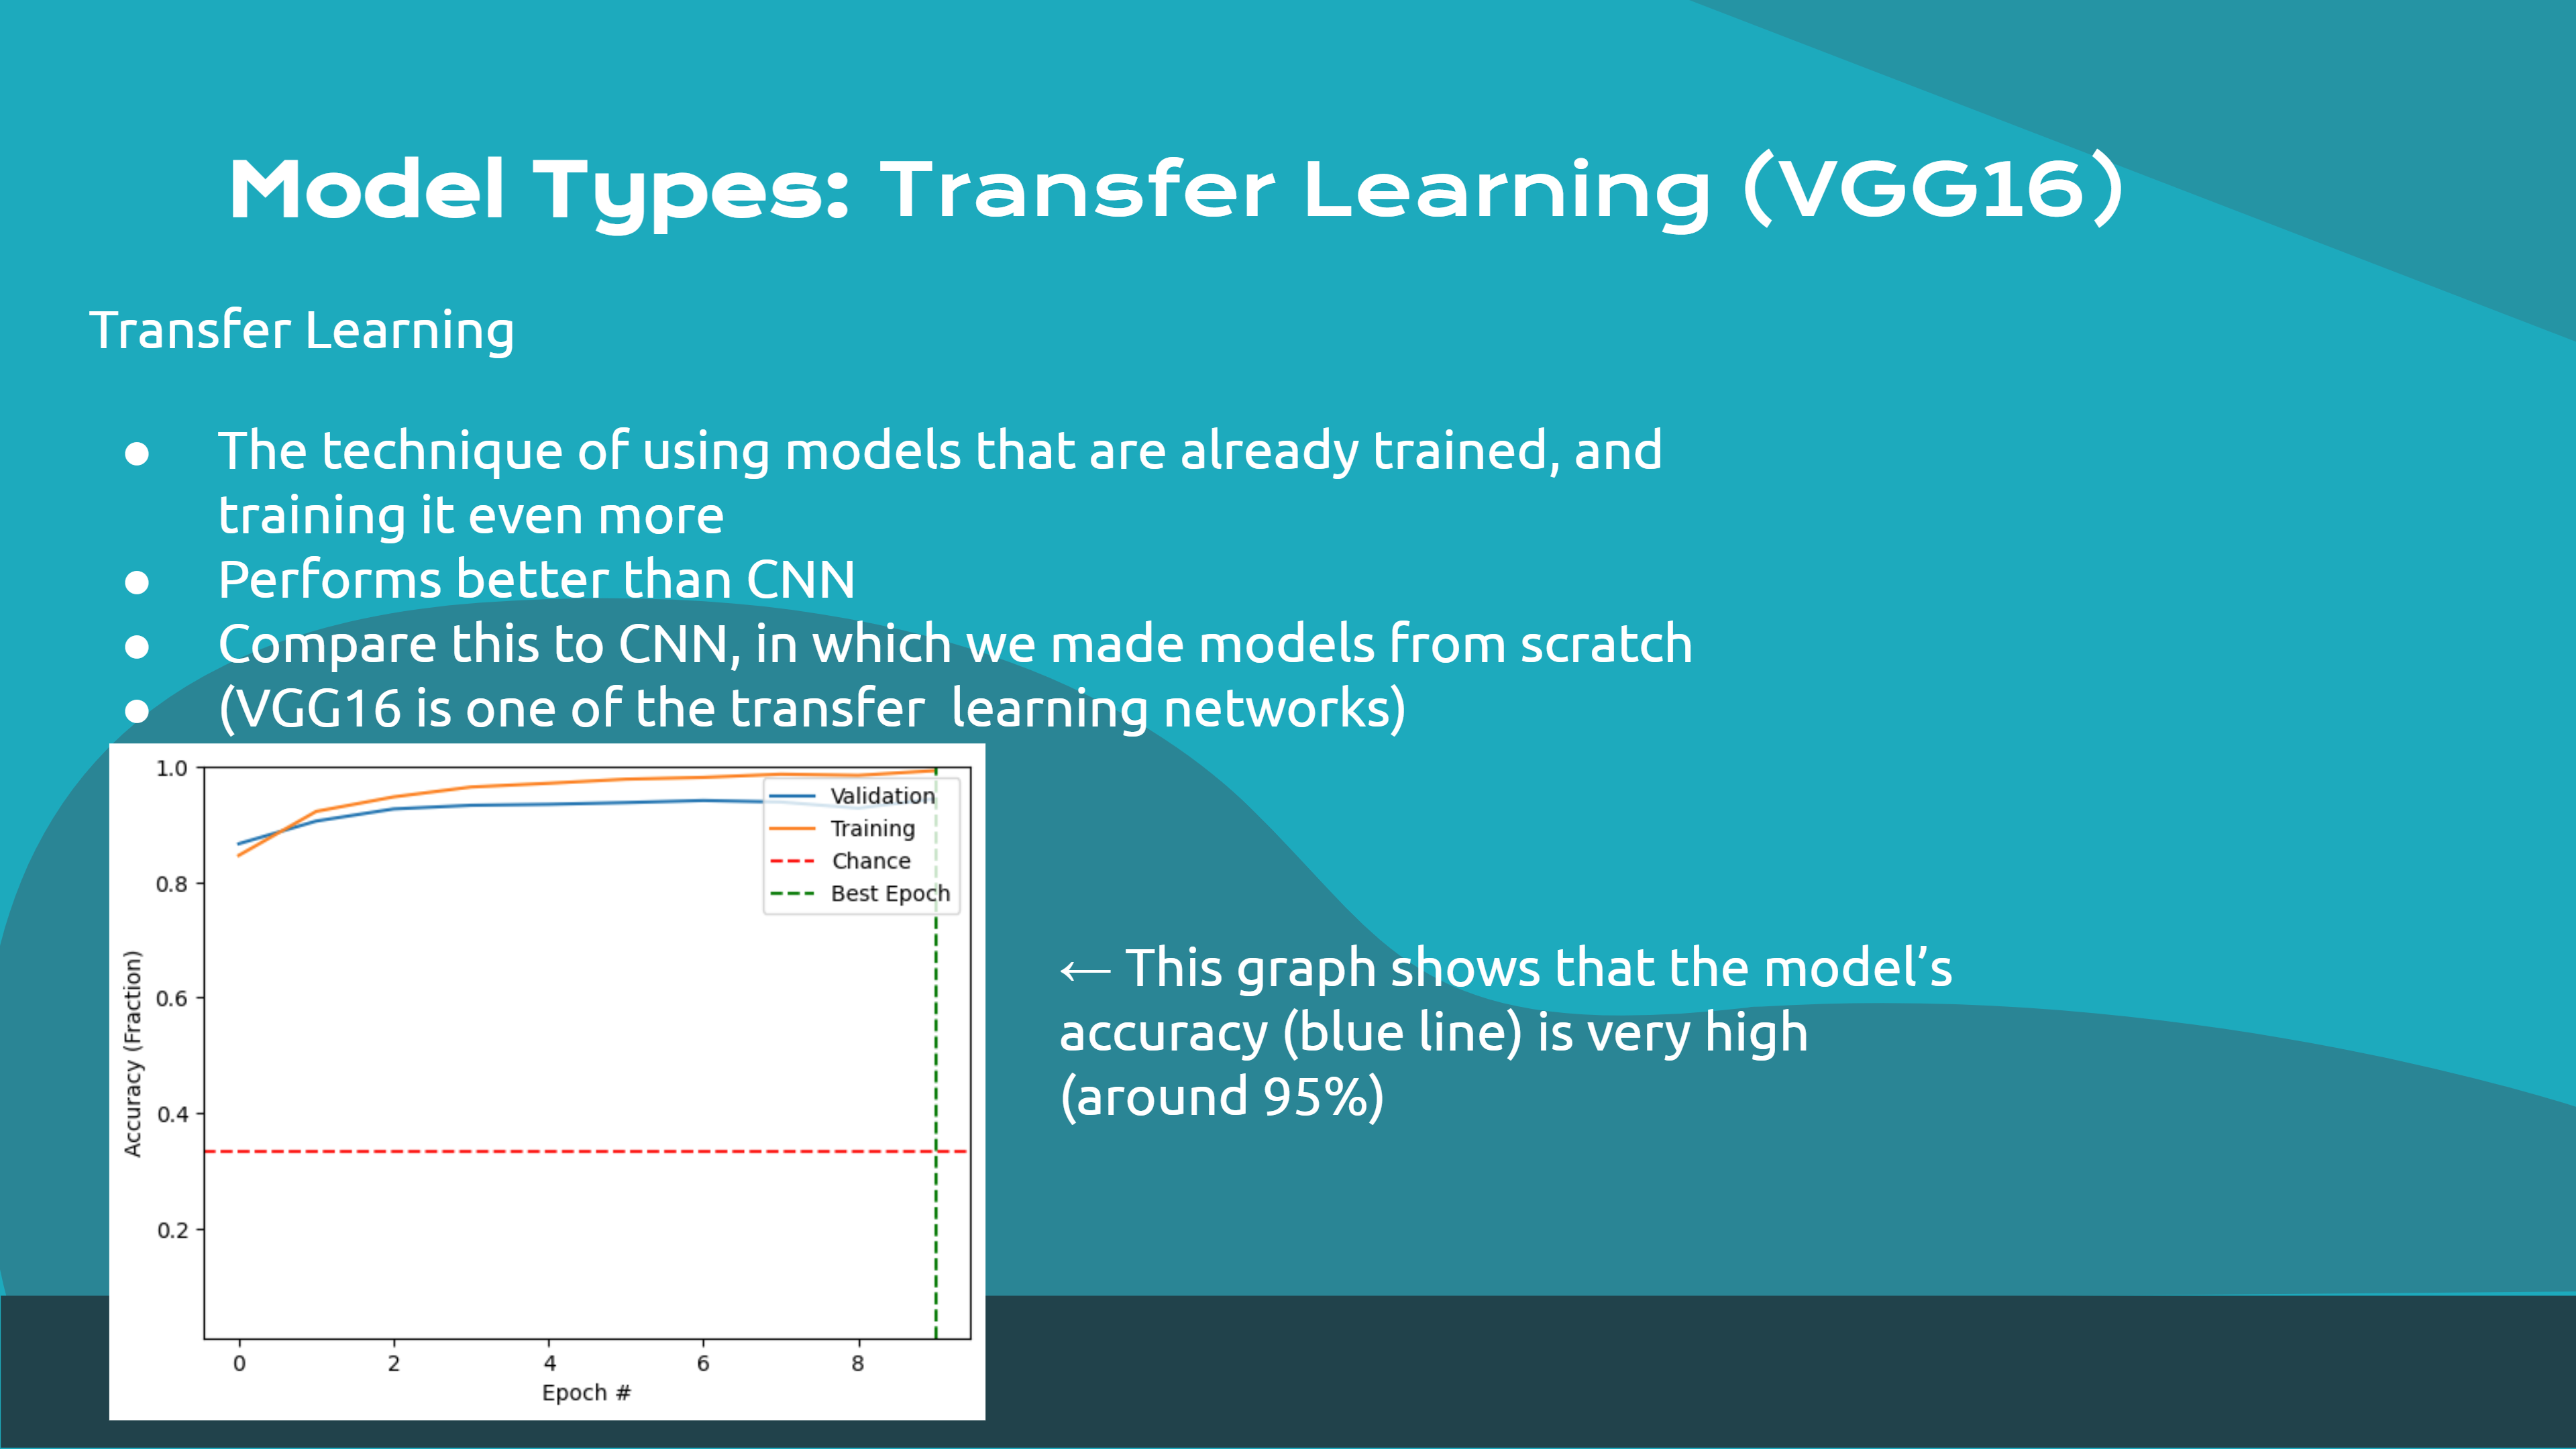 Model Types: Transfer Learning (VGG16)
Transfer Learning
● The technique of using models that are already trained, and
training it even more
● Performs better than CNN
● Compare this to CNN, in which we made models from scratch
● (VGG16 is one of the transfer  learning networks)
1.0
0.8
0.6
0.4
0.2
Accuracy (Fraction)
Validation
Training
Chance
Best Epoch
0 2 4 6 8
Epoch #
← This graph shows that the model’s
accuracy (blue line) is very high
(around 95%)